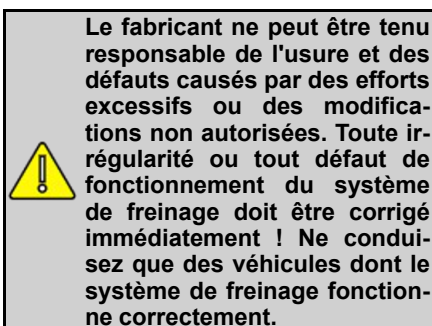 Le fabricant ne peut être tenu
responsable de l'usure et des
défauts causés par des efforts
excessifs ou des modifica-
tions non autorisées. Toute ir-
régularité ou tout défaut de
fonctionnement du système
de freinage doit être corrigé
immédiatement ! Ne condui-
sez que des véhicules dont le
système de freinage fonction-
ne correctement.